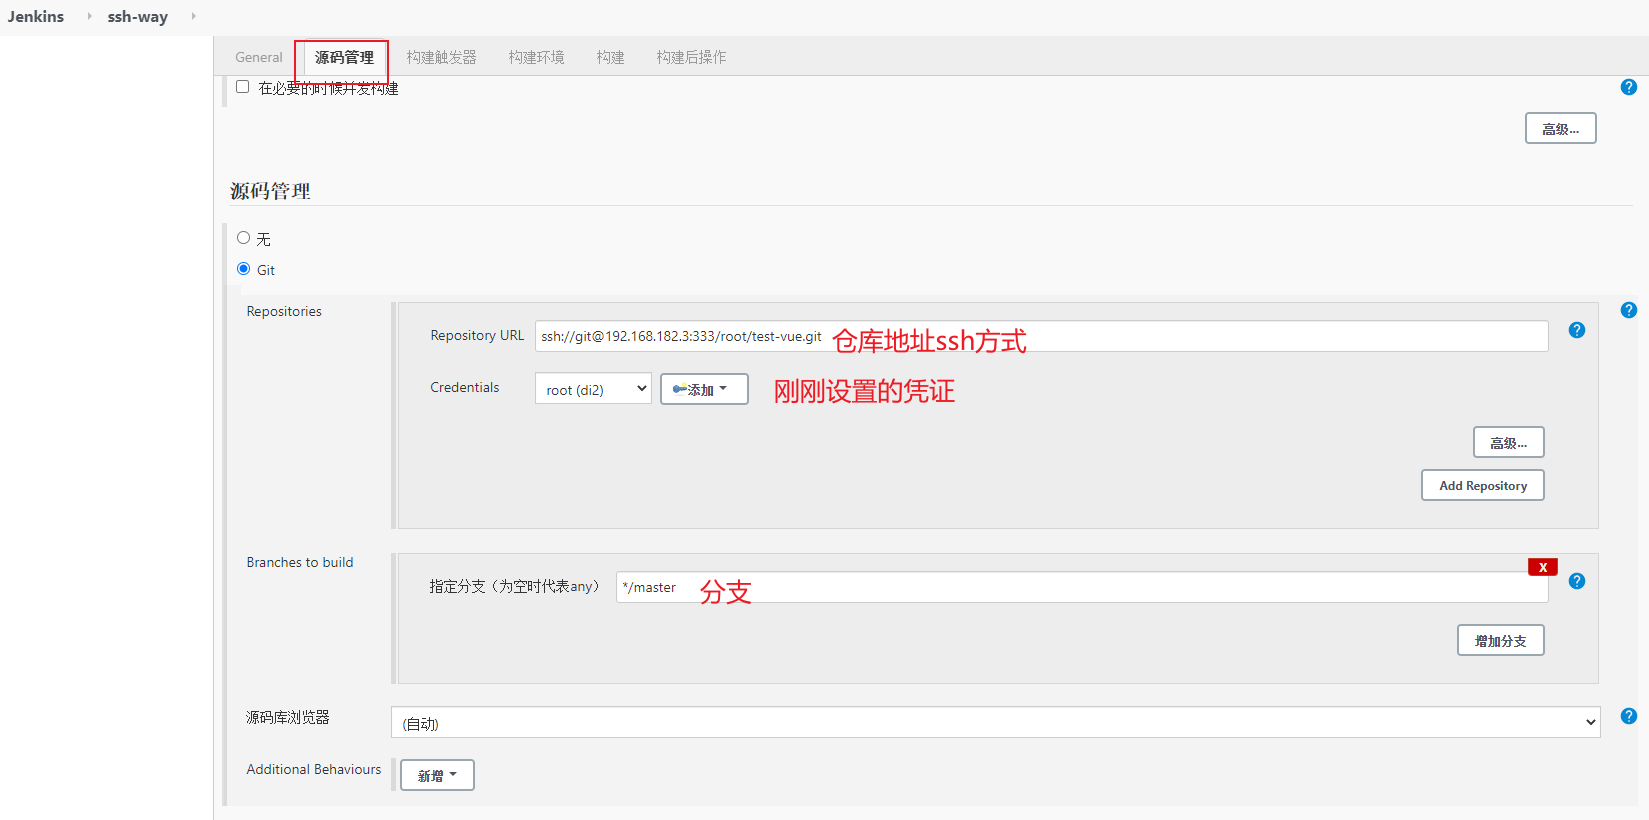 Jenkins ssh-way
General 源码管理 构建触发器 构建环境 构建 构建后操作
在必要的时候并发构建
高级...
源码管理
无
Git
Repositories
Repository URL ssh://git@192.168.182.3:333/root/test-vue.git 仓库地址ssh方式
Credentials root (di2) 添加 刚刚设置的凭证
高级...
Add Repository
Branches to build
X
指定分支（为空时代表any） */master 分支
增加分支
源码库浏览器 (自动)
Additional Behaviours 新增